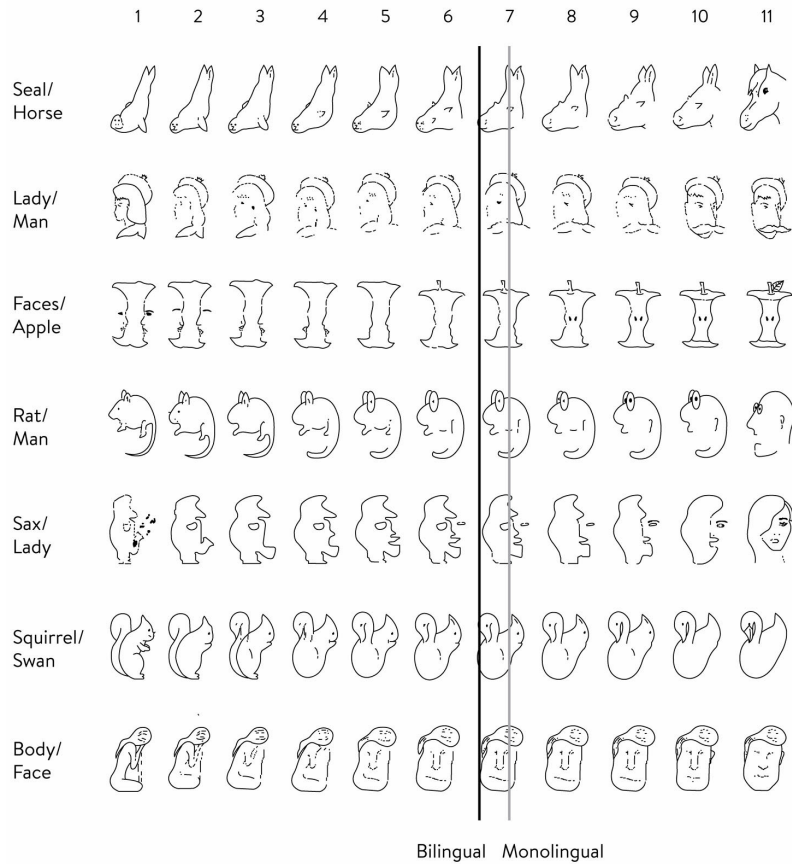 1 2 3 4 5 6 7 8 9 10 11
Seal/
Horse
Lady/
Man
Faces/
Apple
Rat/
Man
Sax/
Lady
Squirrel/
Swan
Body/
Face
Bilingual Monolingual